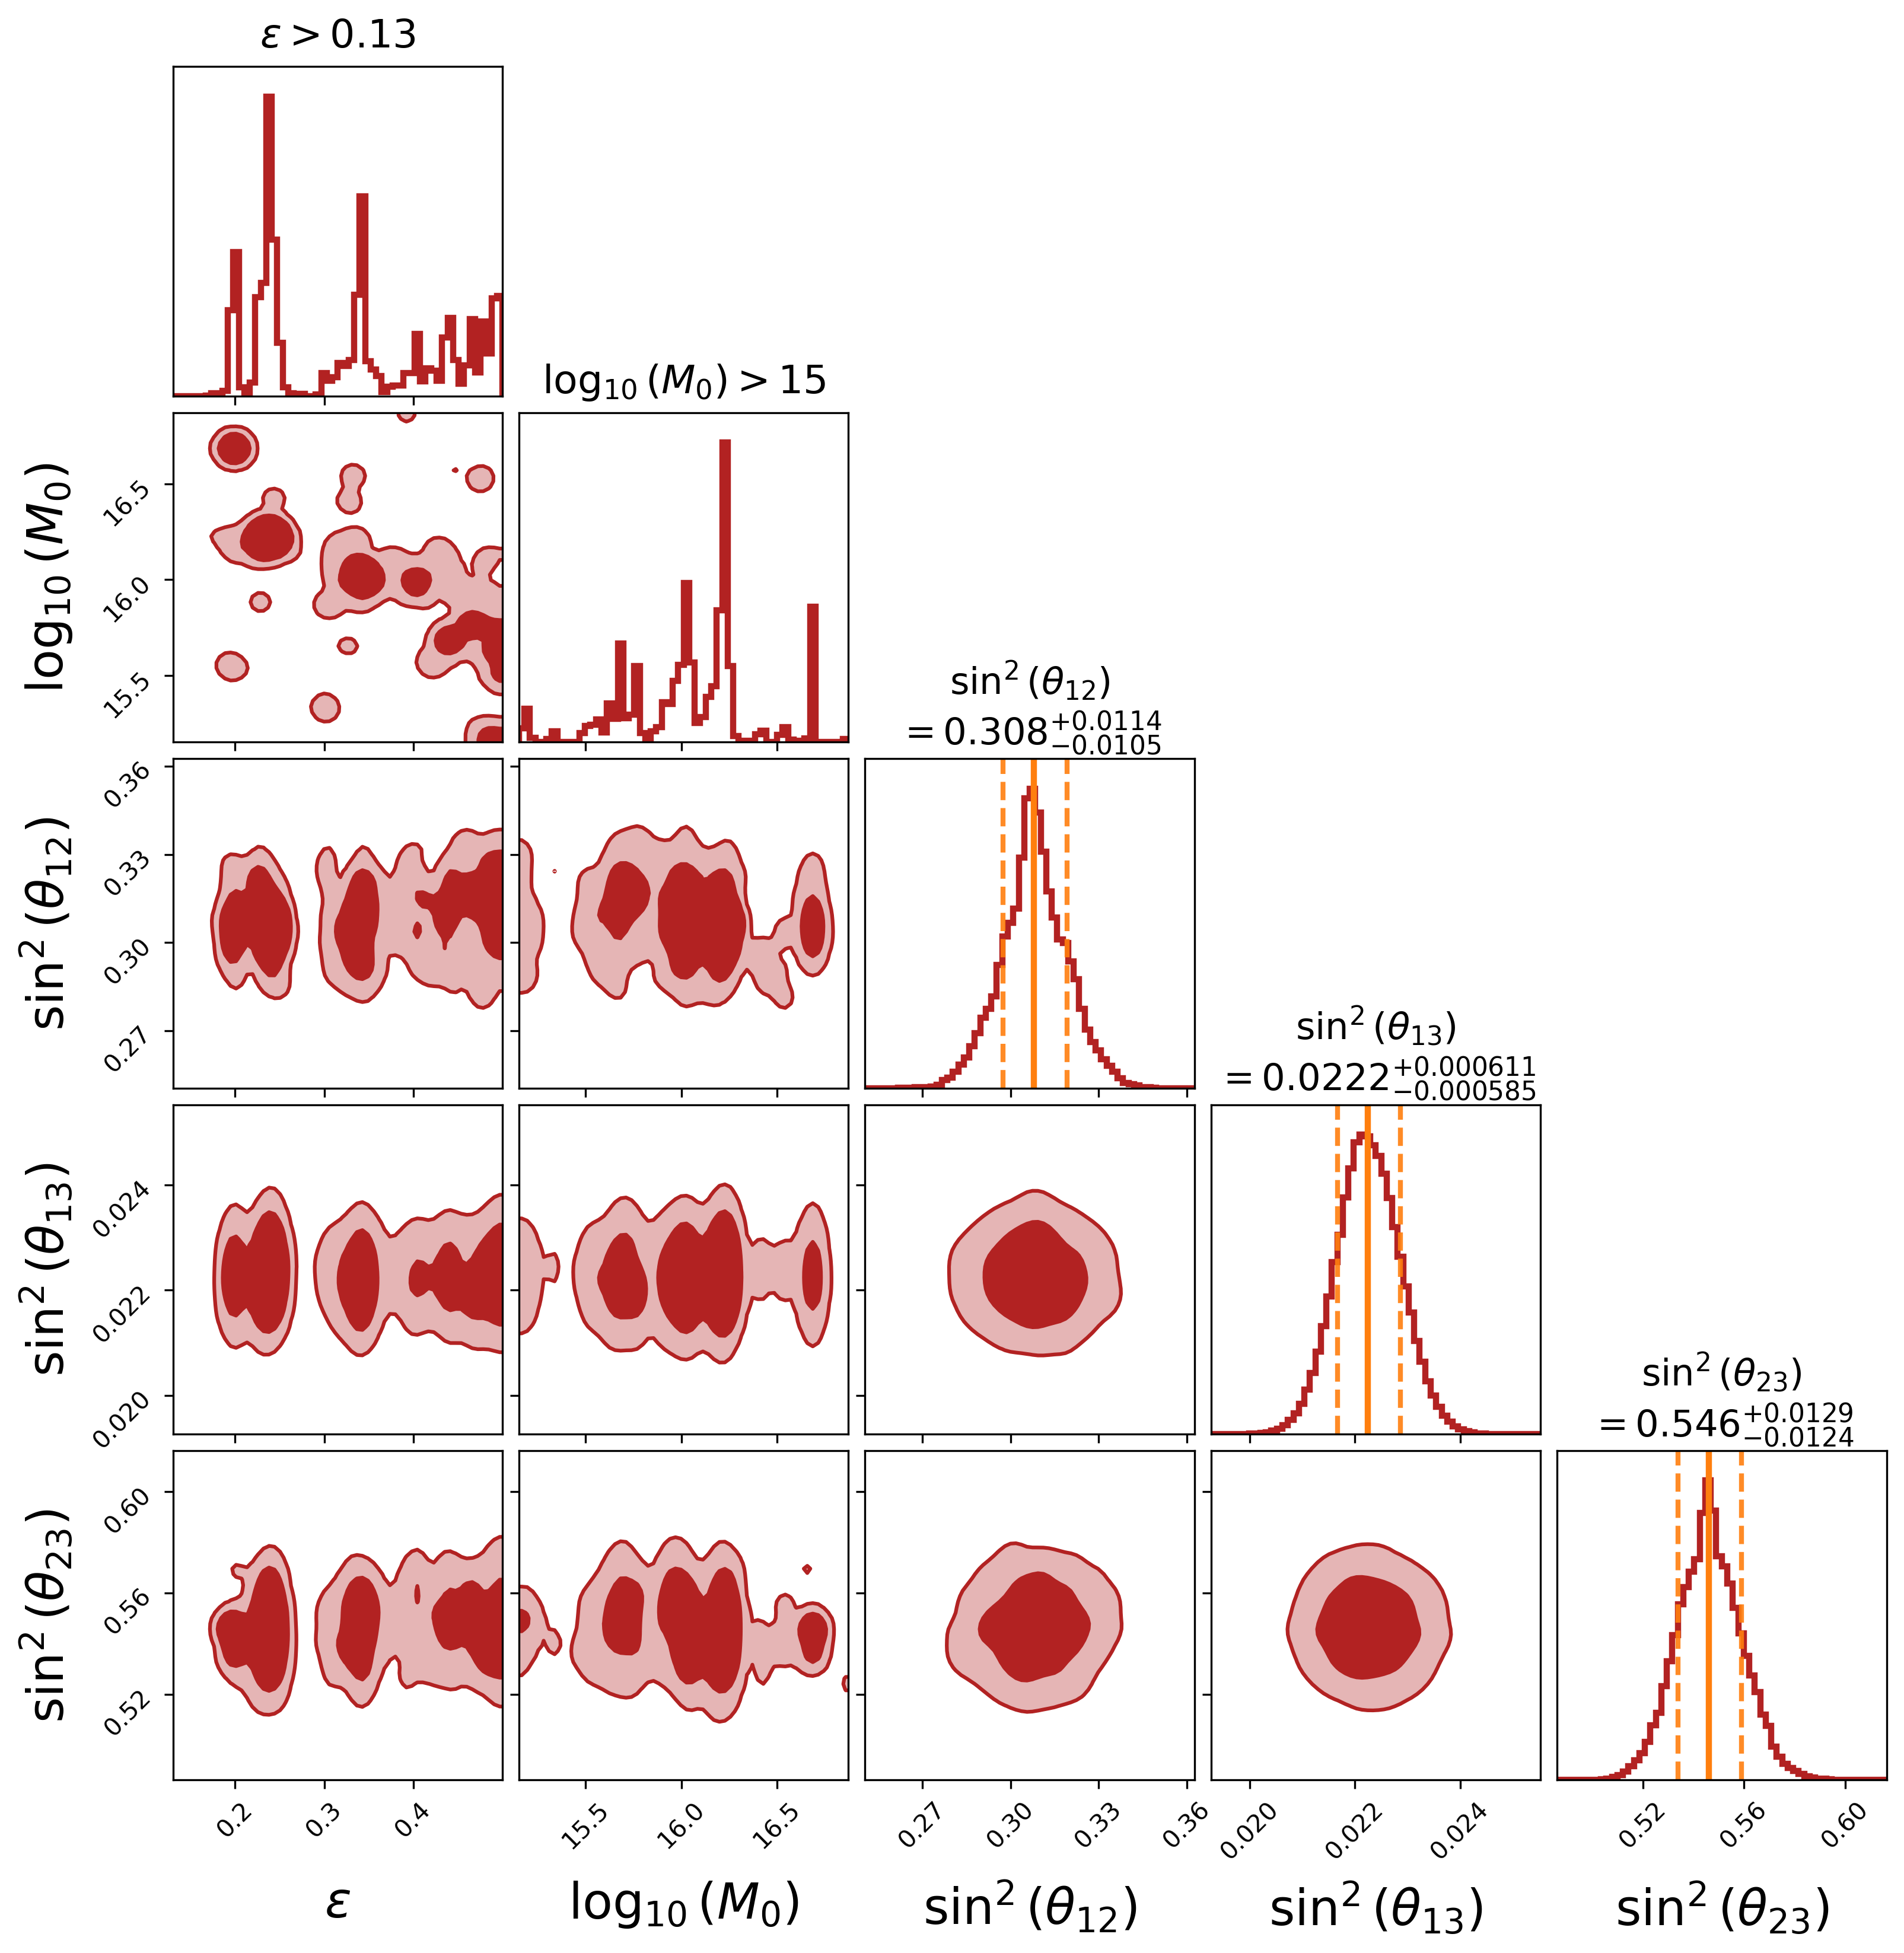 ε > 0.13
log₁₀ (M₀) > 15
log₁₀ (M₀)
16.5
16.0
15.5
sin² (θ₁₂)
= 0.308 +0.0114 −0.0105
sin² (θ₁₂)
0.36
0.33
0.30
0.27
sin² (θ₁₃)
= 0.0222 +0.000611 −0.000585
sin² (θ₁₃)
0.024
0.022
0.020
sin² (θ₂₃)
= 0.546 +0.0129 −0.0124
sin² (θ₂₃)
0.60
0.56
0.52
0.2 0.3 0.4 15.5 16.0 16.5 0.27 0.30 0.33 0.36 0.020 0.022 0.024 0.52 0.56 0.60
ε log₁₀ (M₀) sin² (θ₁₂) sin² (θ₁₃) sin² (θ₂₃)